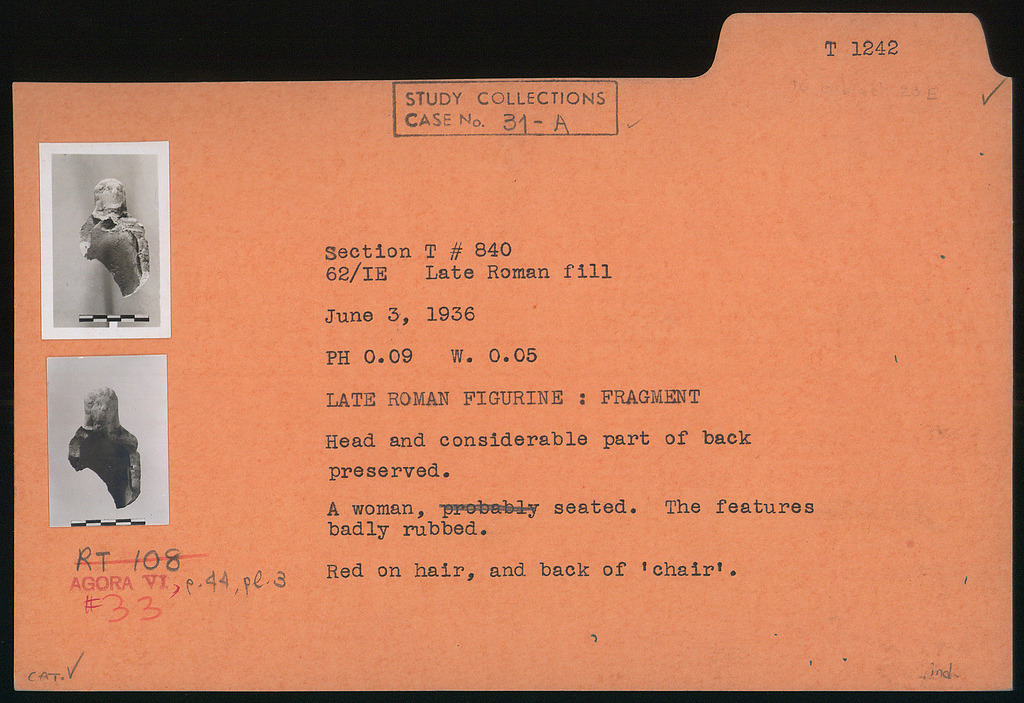 T 1242
STUDY COLLECTIONS
CASE No. 31-A
Section T # 840
62/IE Late Roman fill
June 3, 1936
PH 0.09 W. 0.05
LATE ROMAN FIGURINE : FRAGMENT
Head and considerable part of back
preserved.
A woman, probably seated. The features
badly rubbed.
Red on hair, and back of 'chair'.
RT 108
AGORA VI, p.44, pl.3
#33
CAT. ✓
ind.